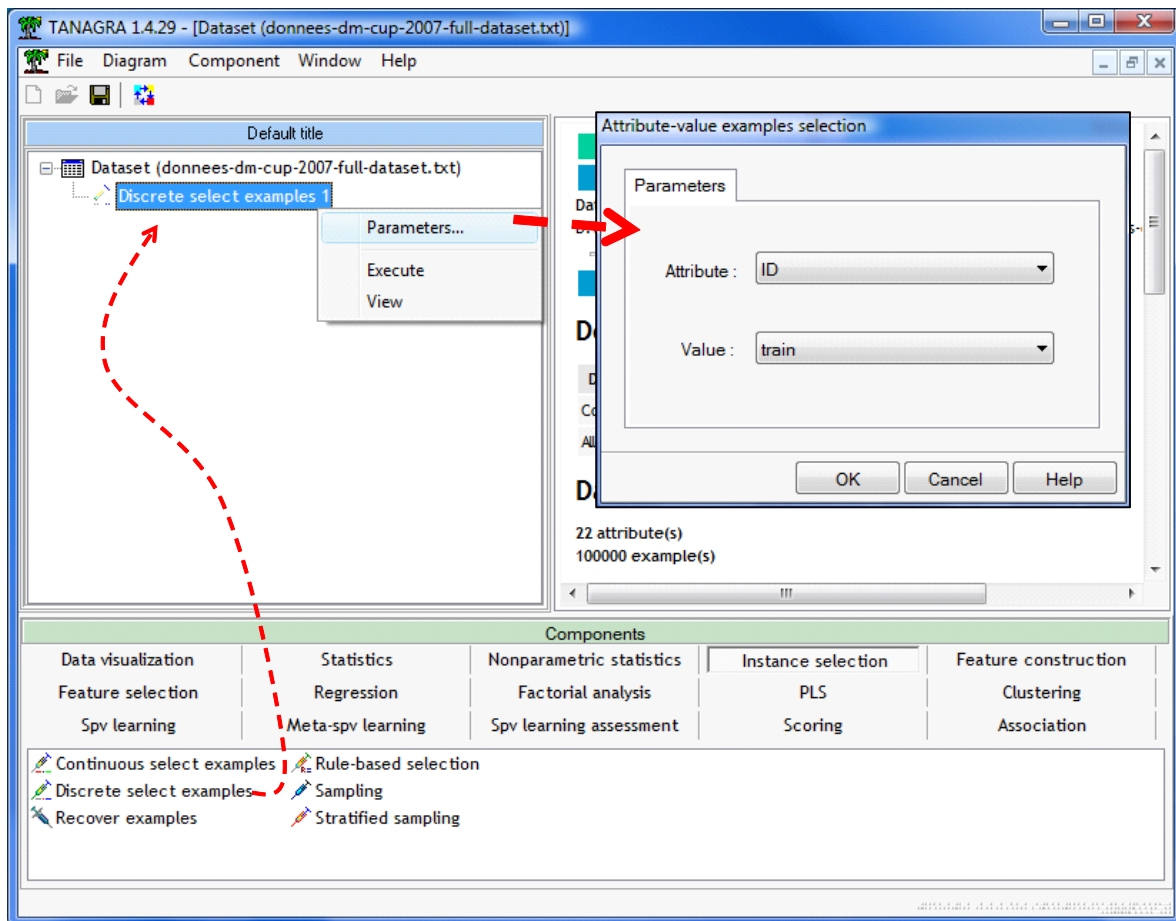 TANAGRA 1.4.29 - [Dataset (donnees-dm-cup-2007-full-dataset.txt)]
File Diagram Component Window Help
Default title
Dataset (donnees-dm-cup-2007-full-dataset.txt)
Discrete select examples 1
Parameters...
Execute
View
Attribute-value examples selection
Parameters
Attribute : ID
Value : train
OK Cancel Help
22 attribute(s)
100000 example(s)
Components
Data visualization Statistics Nonparametric statistics Instance selection Feature construction
Feature selection Regression Factorial analysis PLS Clustering
Spv learning Meta-spv learning Spv learning assessment Scoring Association
Continuous select examples Rule-based selection
Discrete select examples Sampling
Recover examples Stratified sampling